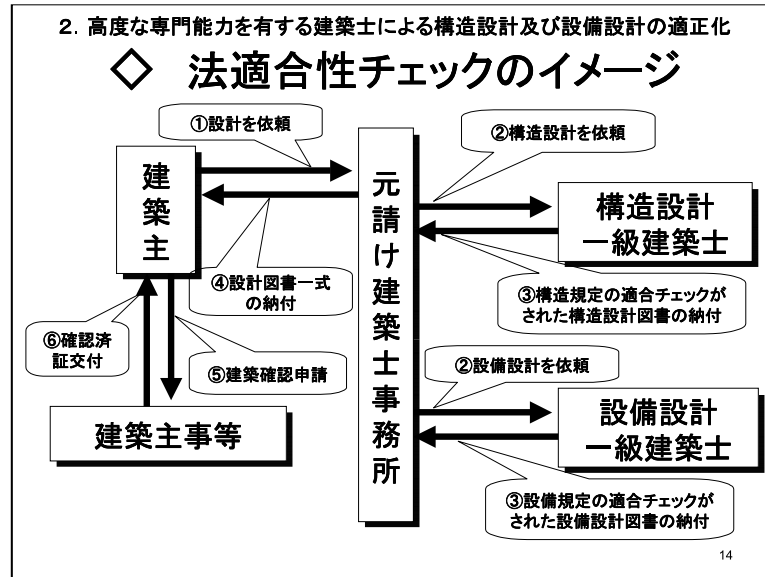 2．高度な専門能力を有する建築士による構造設計及び設備設計の適正化
◇ 法適合性チェックのイメージ
①設計を依頼
②構造設計を依頼
建築主
元請け建築士事務所
構造設計
一級建築士
④設計図書一式
の納付
③構造規定の適合チェックが
された構造設計図書の納付
⑥確認済
証交付
⑤建築確認申請
②設備設計を依頼
建築主事等
設備設計
一級建築士
③設備規定の適合チェックが
された設備設計図書の納付
14